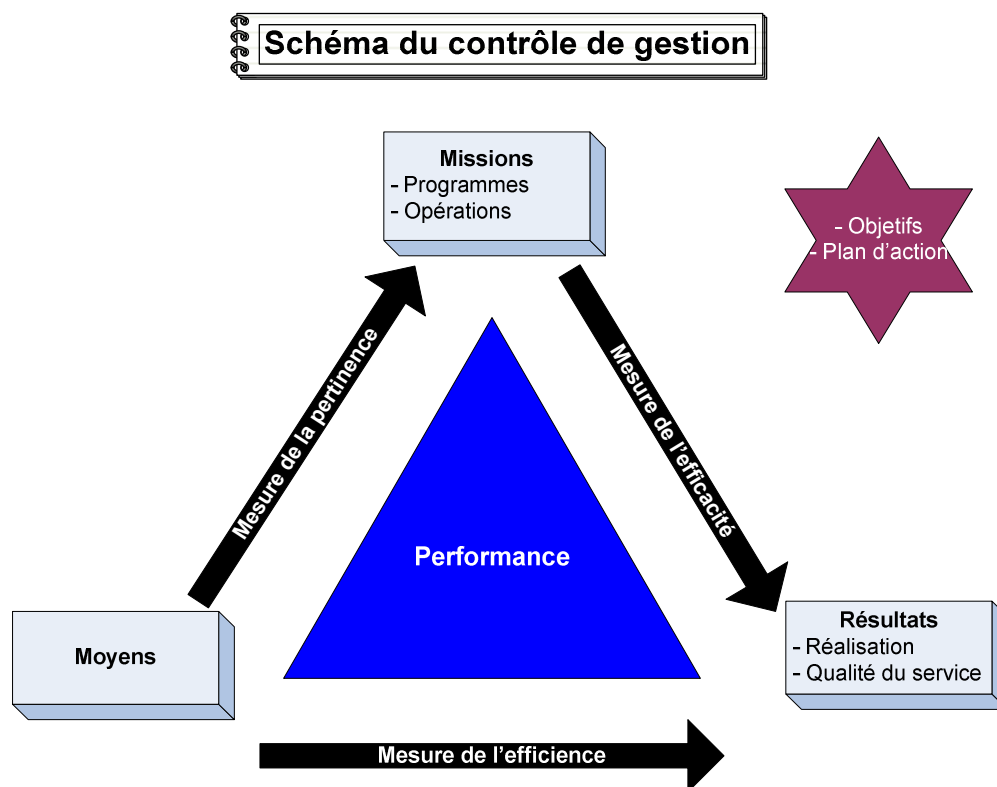 Schéma du contrôle de gestion
Missions
- Programmes
- Opérations
- Objetifs
- Plan d'action
Mesure de la pertinence
Mesure de l'efficacité
Performance
Moyens
Résultats
- Réalisation
- Qualité du service
Mesure de l'efficience